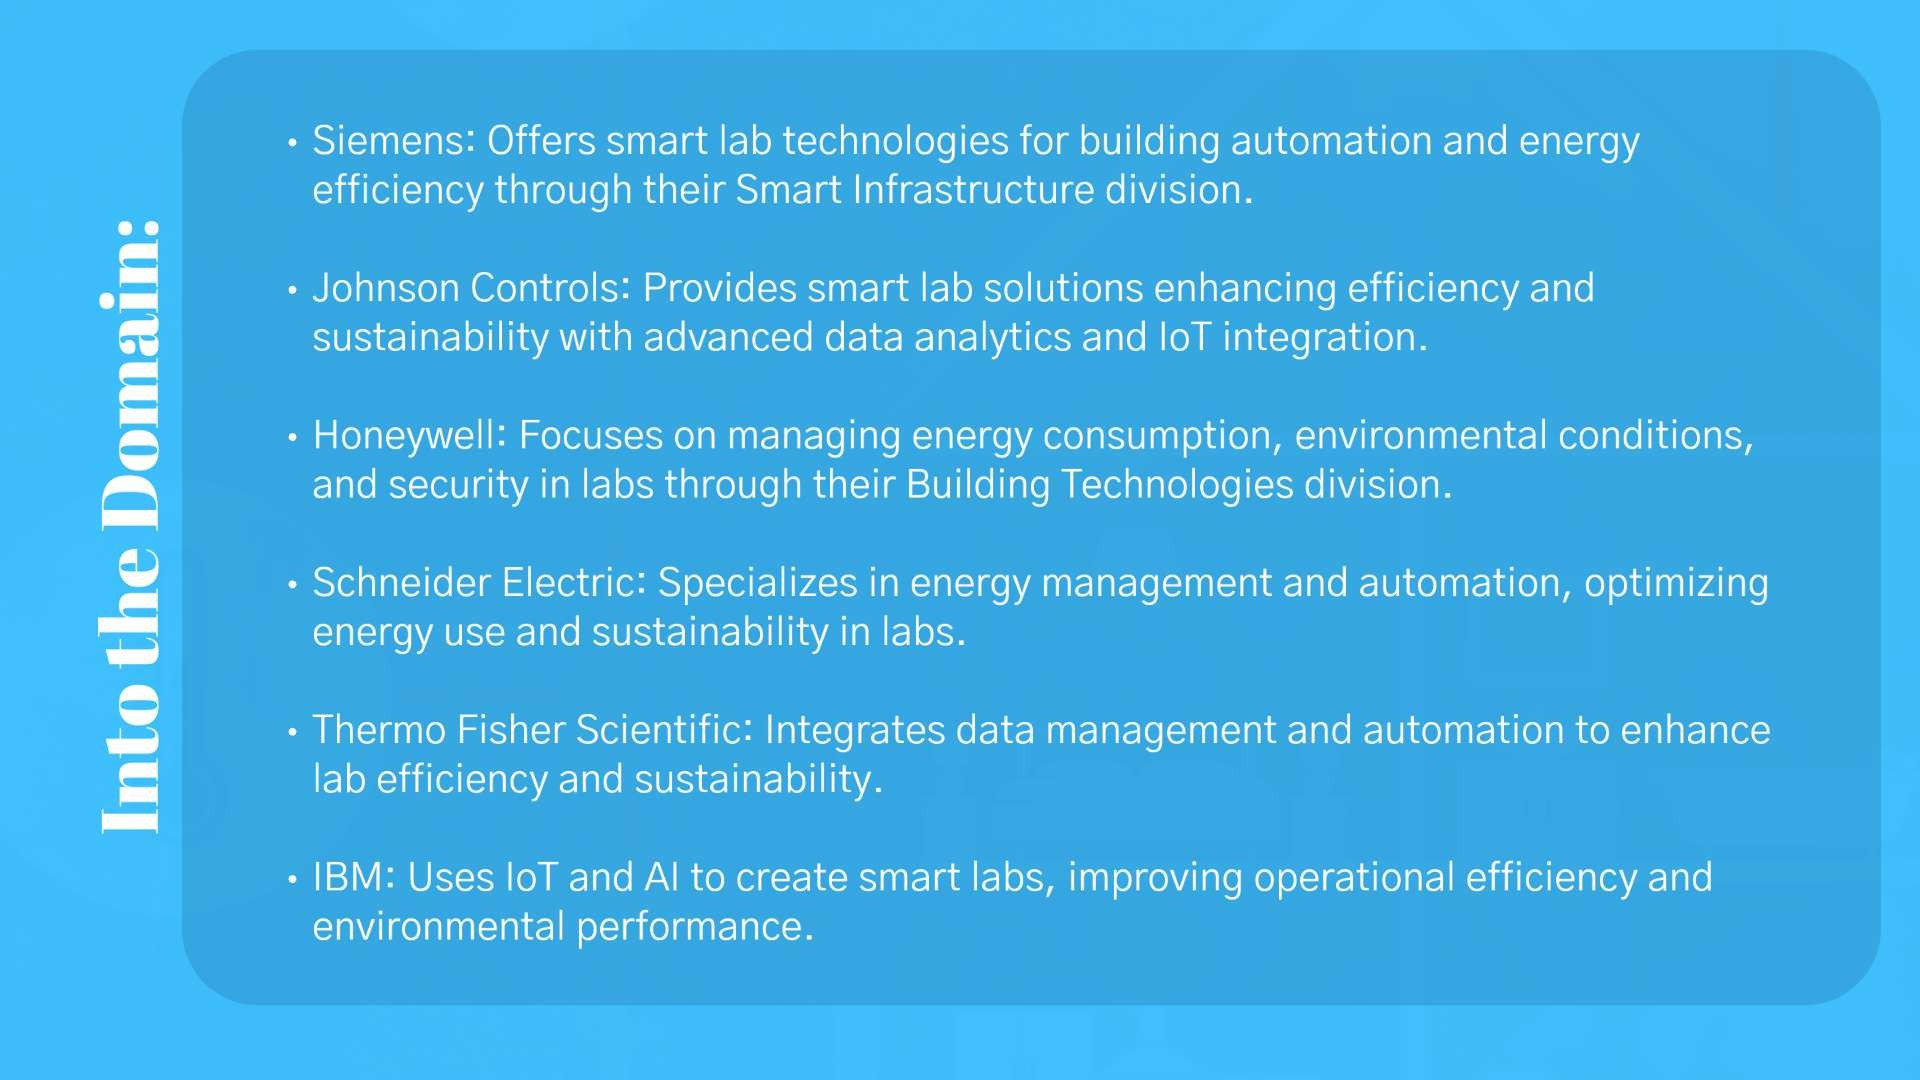 Into the Domain:
• Siemens: Offers smart lab technologies for building automation and energy
efficiency through their Smart Infrastructure division.
• Johnson Controls: Provides smart lab solutions enhancing efficiency and
sustainability with advanced data analytics and IoT integration.
• Honeywell: Focuses on managing energy consumption, environmental conditions,
and security in labs through their Building Technologies division.
• Schneider Electric: Specializes in energy management and automation, optimizing
energy use and sustainability in labs.
• Thermo Fisher Scientific: Integrates data management and automation to enhance
lab efficiency and sustainability.
• IBM: Uses IoT and AI to create smart labs, improving operational efficiency and
environmental performance.